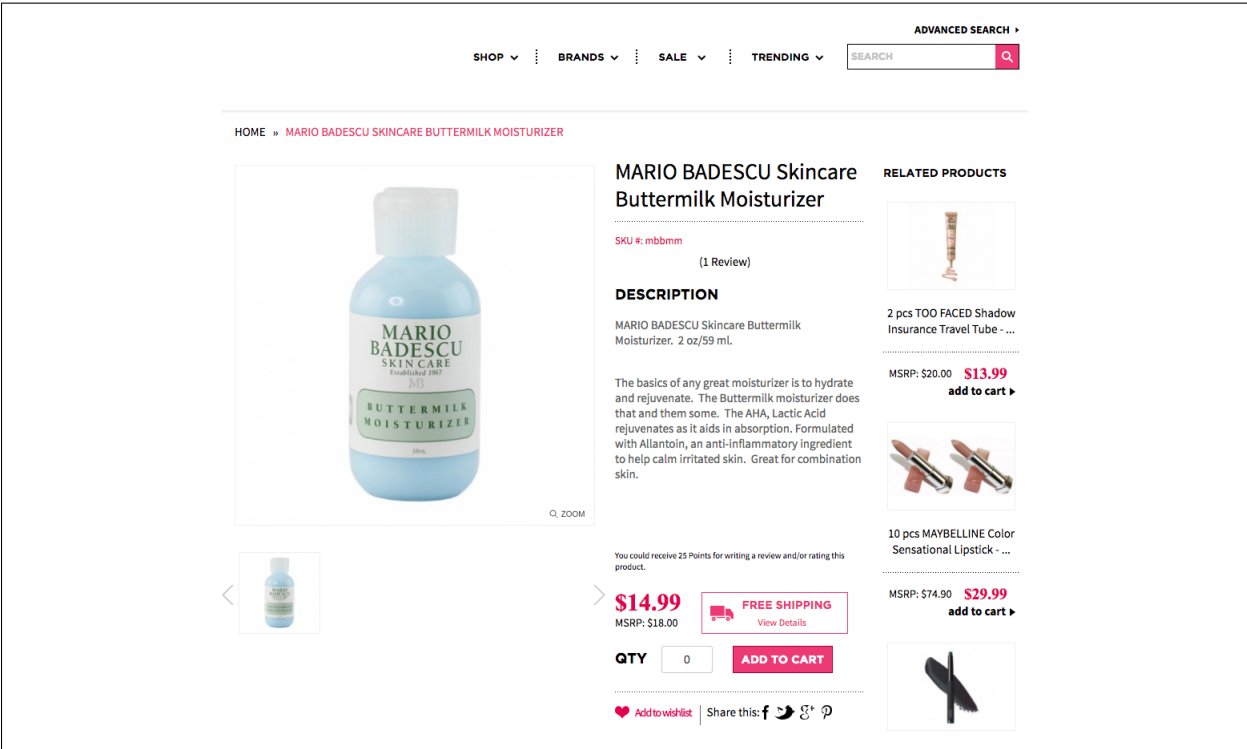 ADVANCED SEARCH
SHOP
BRANDS
SALE
TRENDING
SEARCH
HOME » MARIO BADESCU SKINCARE BUTTERMILK MOISTURIZER
MARIO BADESCU Skincare
Buttermilk Moisturizer
SKU #: mbbmm
(1 Review)
DESCRIPTION
MARIO BADESCU Skincare Buttermilk
Moisturizer. 2 oz/59 ml.
The basics of any great moisturizer is to hydrate
and rejuvenate. The Buttermilk moisturizer does
that and them some. The AHA, Lactic Acid
rejuvenates as it aids in absorption. Formulated
with Allantoin, an anti-inflammatory ingredient
to help calm irritated skin. Great for combination
skin.
MARIO
BADESCU
SKIN CARE
Established 1967
MB
BUTTERMILK
MOISTURIZER
59mL
ZOOM
You could receive 25 Points for writing a review and/or rating this
product.
$14.99
MSRP: $18.00
FREE SHIPPING
View Details
QTY
0
ADD TO CART
Add to wishlist
Share this:
RELATED PRODUCTS
2 pcs TOO FACED Shadow
Insurance Travel Tube - ...
MSRP: $20.00 $13.99
add to cart
10 pcs MAYBELLINE Color
Sensational Lipstick - ...
MSRP: $74.90 $29.99
add to cart